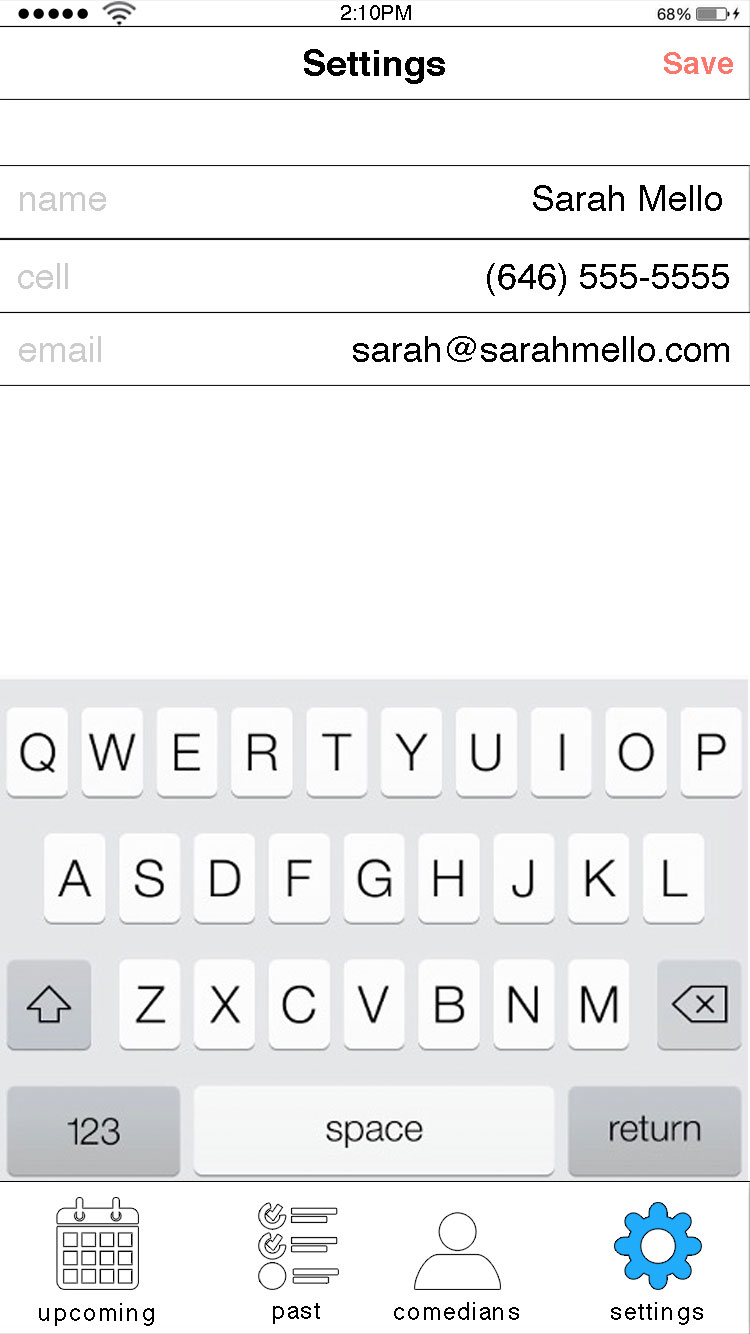 2:10PM 68%
Settings Save
name Sarah Mello
cell (646) 555-5555
email sarah@sarahmello.com
Q W E R T Y U I O P
A S D F G H J K L
Z X C V B N M
123 space return
upcoming past comedians settings